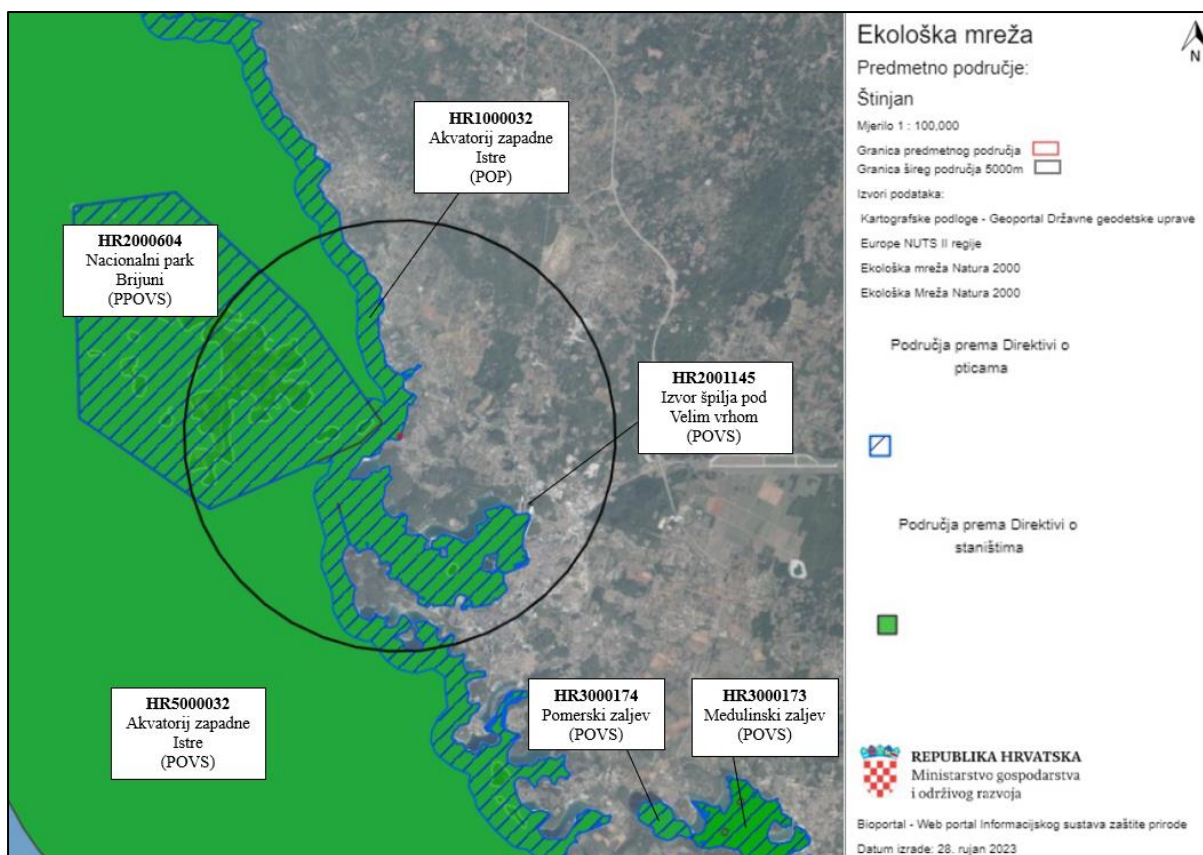 HR1000032
Akvatorij zapadne
Istre
(POP)
HR2000604
Nacionalni park
Brijuni
(PPOVS)
HR2001145
Izvor špilja pod
Velim vrhom
(POVS)
HR5000032
Akvatorij zapadne
Istre
(POVS)
HR3000174
Pomerski zaljev
(POVS)
HR3000173
Medulinski zaljev
(POVS)
Ekološka mreža
N
Predmetno područje:
Štinjan
Mjerilo 1 : 100,000
Granica predmetnog područja
Granica šireg područja 5000m
Izvori podataka:
Kartografske podloge - Geoportal Državne geodetske uprave
Europe NUTS II regije
Ekološka mreža Natura 2000
Ekološka Mreža Natura 2000
Područja prema Direktivi o
pticama
Područja prema Direktivi o
staništima
REPUBLIKA HRVATSKA
Ministarstvo gospodarstva
i održivog razvoja
Bioportal - Web portal Informacijskog sustava zaštite prirode
Datum izrade: 28. rujan 2023